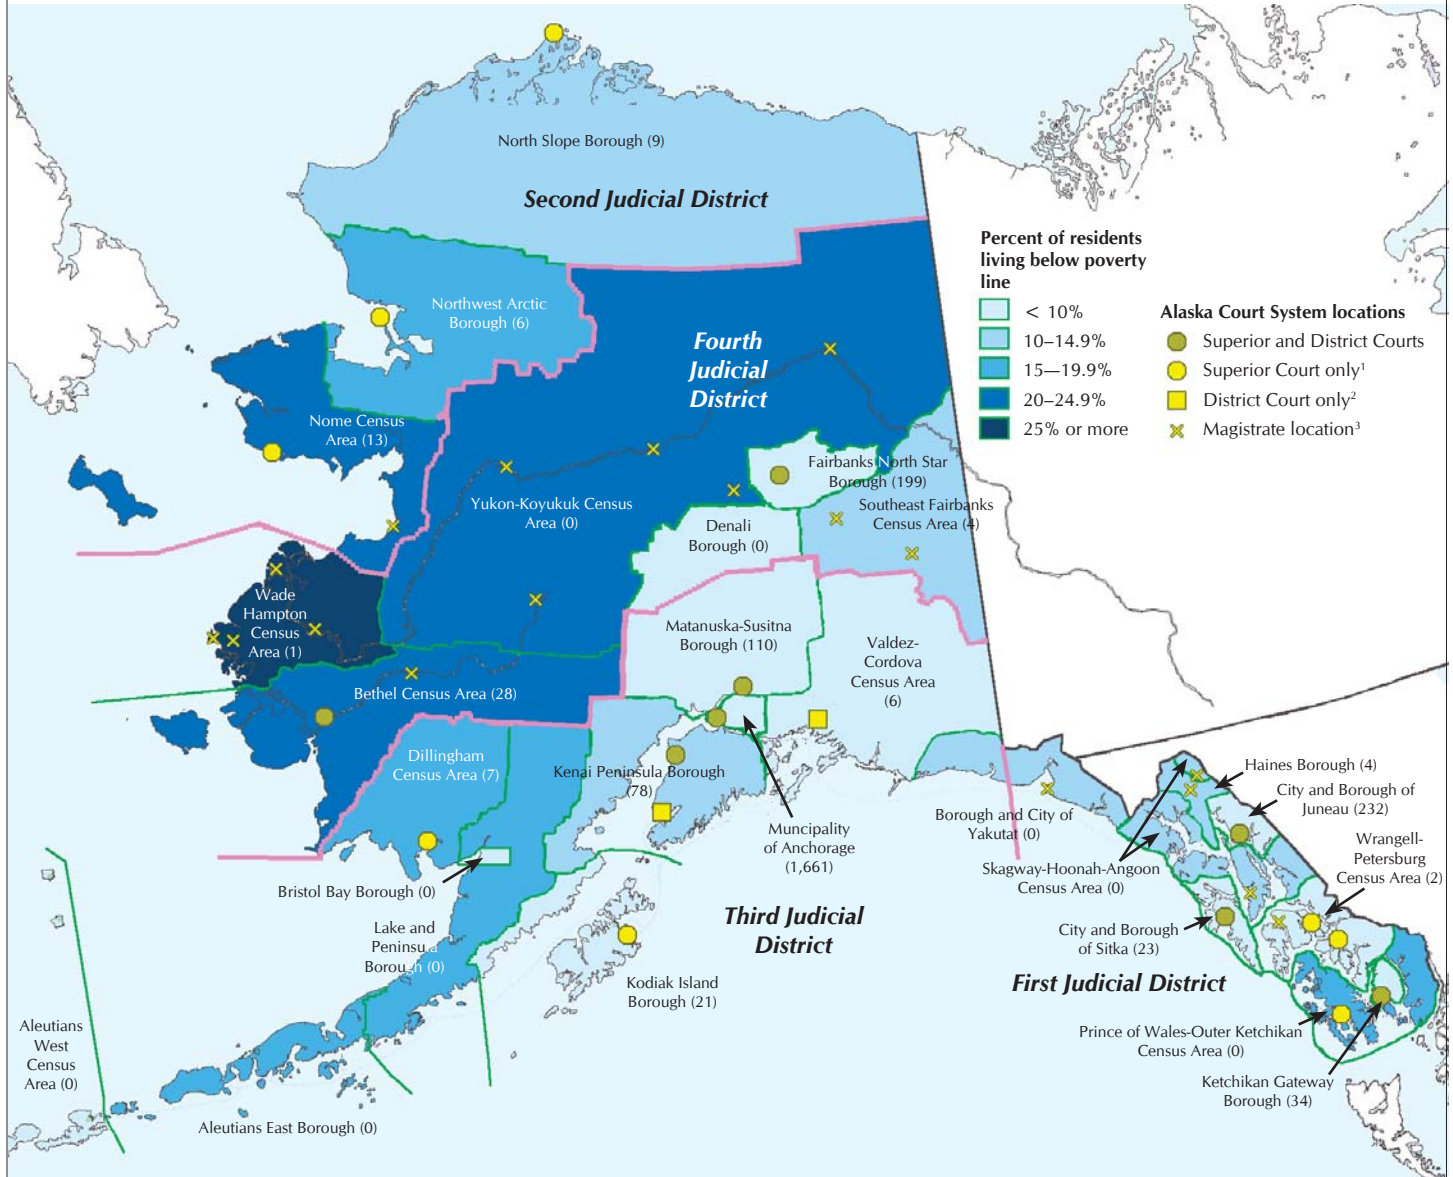 North Slope Borough (9)
Second Judicial District
Northwest Arctic
Borough (6)
Fourth
Judicial
District
Nome Census
Area (13)
Yukon-Koyukuk Census
Area (0)
Fairbanks North Star
Borough (199)
Southeast Fairbanks
Census Area (4)
Denali
Borough (0)
Wade
Hampton
Census
Area (1)
Matanuska-Susitna
Borough (110)
Valdez-
Cordova
Census Area
(6)
Bethel Census Area (28)
Dillingham
Census Area (7)
Kenai Peninsula Borough
(78)
Muncipality
of Anchorage
(1,661)
Bristol Bay Borough (0)
Lake and
Peninsula
Borough (0)
Third Judicial
District
Kodiak Island
Borough (21)
Aleutians
West
Census
Area (0)
Aleutians East Borough (0)
Percent of residents
living below poverty
line
< 10%
10–14.9%
15—19.9%
20–24.9%
25% or more
Alaska Court System locations
Superior and District Courts
Superior Court only1
District Court only2
Magistrate location3
Haines Borough (4)
City and Borough of
Juneau (232)
Wrangell-
Petersburg
Census Area (2)
Borough and City of
Yakutat (0)
Skagway-Hoonah-Angoon
Census Area (0)
City and Borough
of Sitka (23)
First Judicial District
Prince of Wales-Outer Ketchikan
Census Area (0)
Ketchikan Gateway
Borough (34)